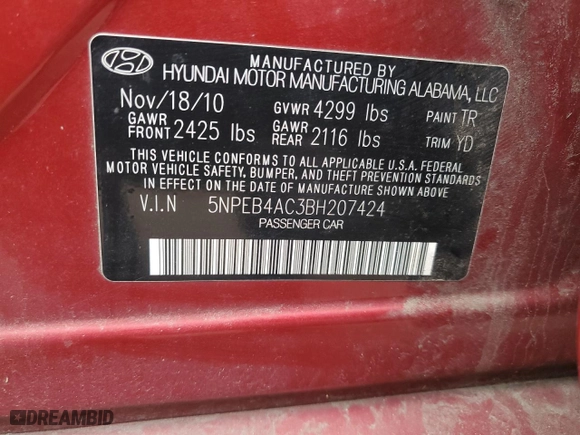 MANUFACTURED BY
HYUNDAI MOTOR MANUFACTURING ALABAMA, LLC
Nov/18/10 GVWR 4299 lbs PAINT TR
GAWR FRONT 2425 lbs GAWR REAR 2116 lbs TRIM YD
THIS VEHICLE CONFORMS TO ALL APPLICABLE U.S.A. FEDERAL
MOTOR VEHICLE SAFETY, BUMPER, AND THEFT PREVENTION STANDARDS IN
EFFECT ON THE DATE OF MANUFACTURE SHOWN ABOVE
V.I.N 5NPEB4AC3BH207424
PASSENGER CAR
DREAMBID